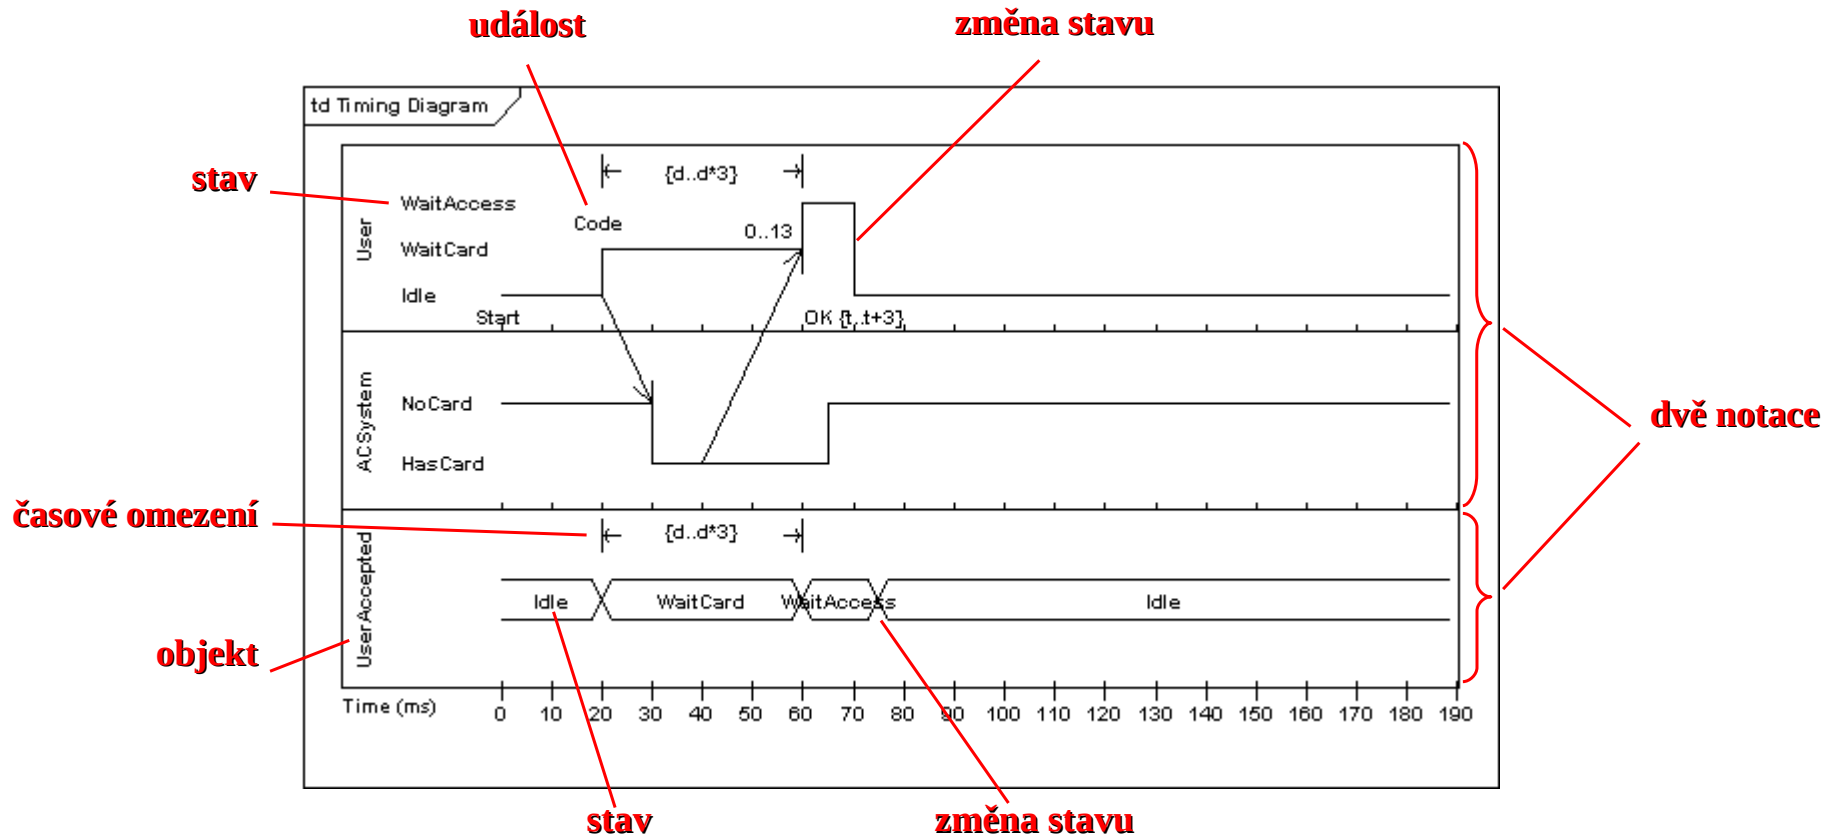 událost
změna stavu
td Timing Diagram
stav
{d..d*3}
WaitAccess
Code
User
0..13
WaitCard
Idle
Start
OK {t..t+3}
ACSystem
NoCard
dvě notace
HasCard
časové omezení
{d..d*3}
UserAccepted
Idle
WaitCard
WaitAccess
Idle
objekt
Time (ms)
0 10 20 30 40 50 60 70 80 90 100 110 120 130 140 150 160 170 180 190
stav
změna stavu